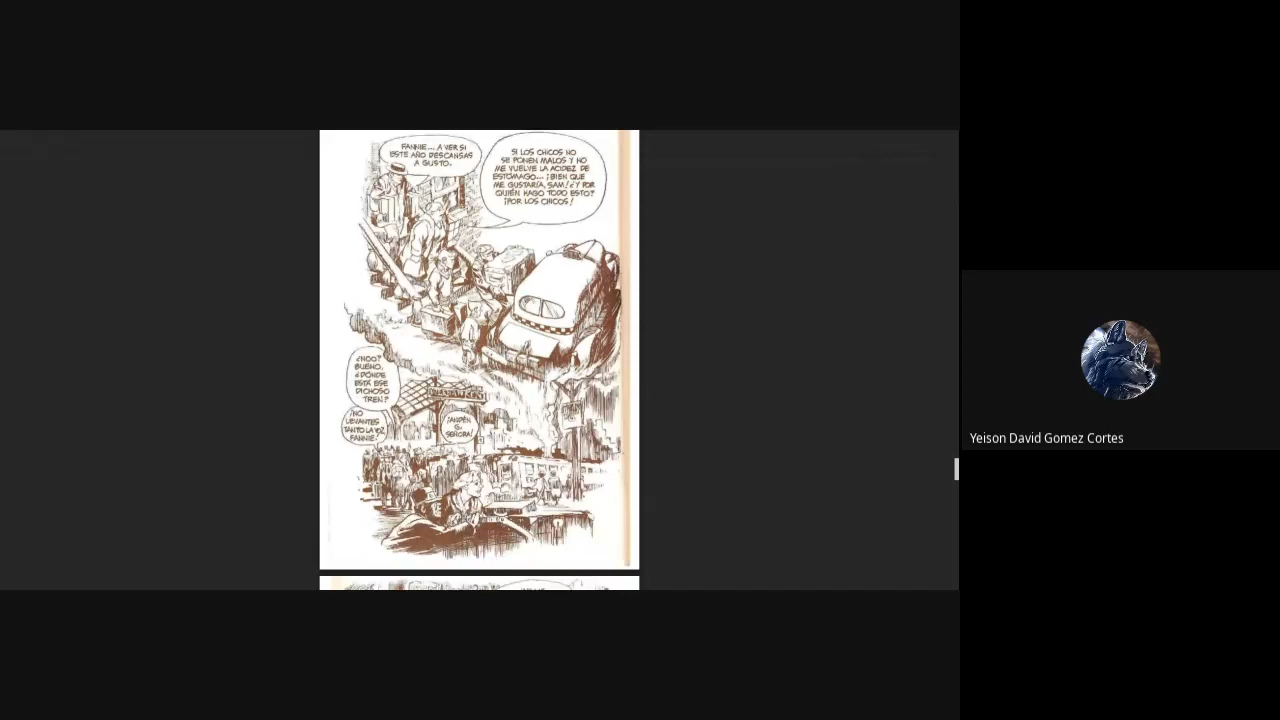 FANNIE... A VER SI
ESTE AÑO DESCANSAS
A GUSTO.
SI LOS CHICOS NO
SE PONEN MALOS Y NO
ME VUELVE LA ACIDEZ DE
ESTÓMAGO... ¡BIEN QUE
ME GUSTARÍA, SAM! ¿Y POR
QUIÉN HAGO TODO ESTO?
¡POR LOS CHICOS!
¿NOO?
BUENO,
¿DÓNDE
ESTÁ ESE
DICHOSO
TREN?
¡NO
LEVANTES
TANTO LA VOZ,
FANNIE!
¡ANDÉN
SEÑORA!
Yeison David Gomez Cortes